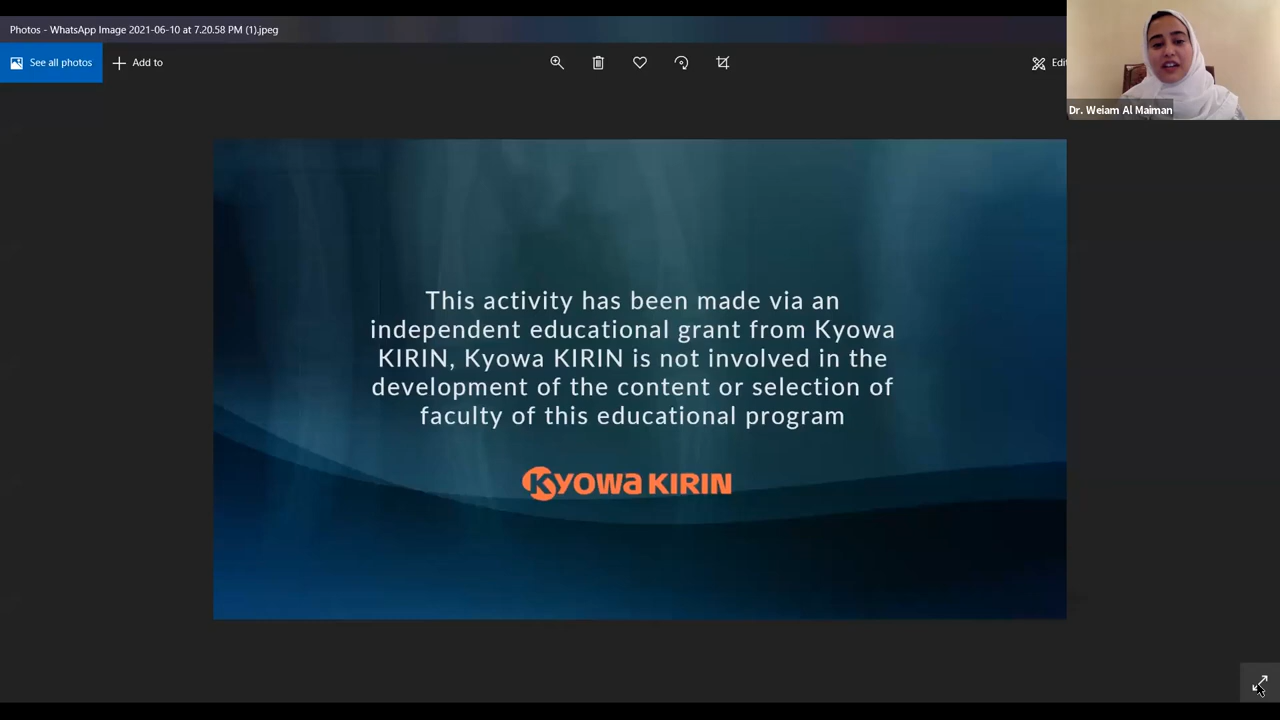 Photos - WhatsApp Image 2021-06-10 at 7.20.58 PM (1).jpeg
See all photos
Add to
Dr. Weiam Al Maiman
This activity has been made via an
independent educational grant from Kyowa
KIRIN, Kyowa KIRIN is not involved in the
development of the content or selection of
faculty of this educational program
Kyowa KIRIN